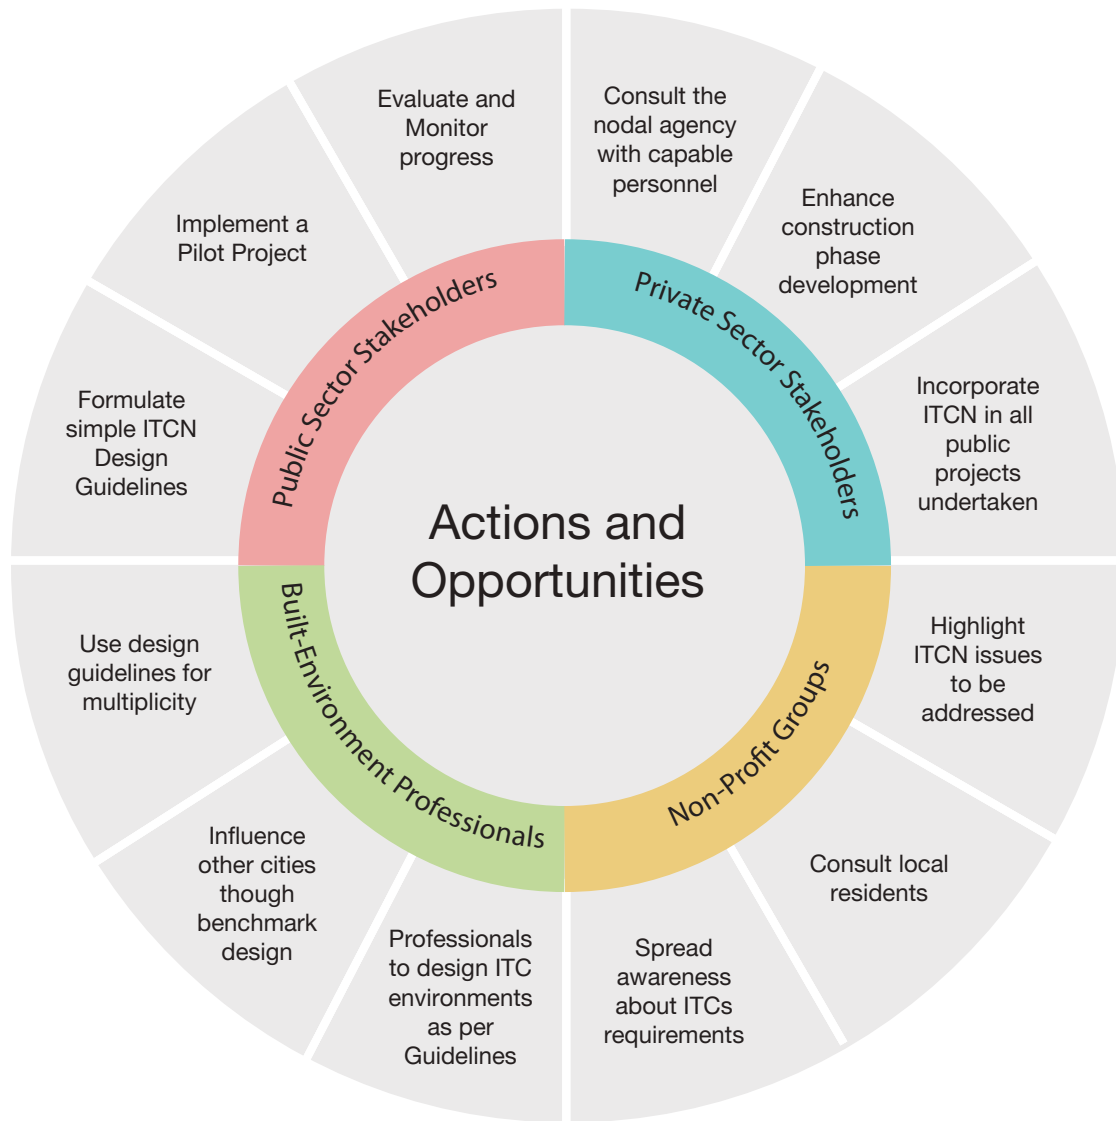 Evaluate and
Monitor
progress
Consult the
nodal agency
with capable
personnel
Implement a
Pilot Project
Enhance
construction
phase
development
Public Sector Stakeholders
Private Sector Stakeholders
Formulate
simple ITCN
Design
Guidelines
Incorporate
ITCN in all
public
projects
undertaken
Actions and
Opportunities
Use design
guidelines for
multiplicity
Built-Environment Professionals
Non-Profit Groups
Highlight
ITCN issues
to be
addressed
Influence
other cities
though
benchmark
design
Consult local
residents
Professionals
to design ITC
environments
as per
Guidelines
Spread
awareness
about ITCs
requirements